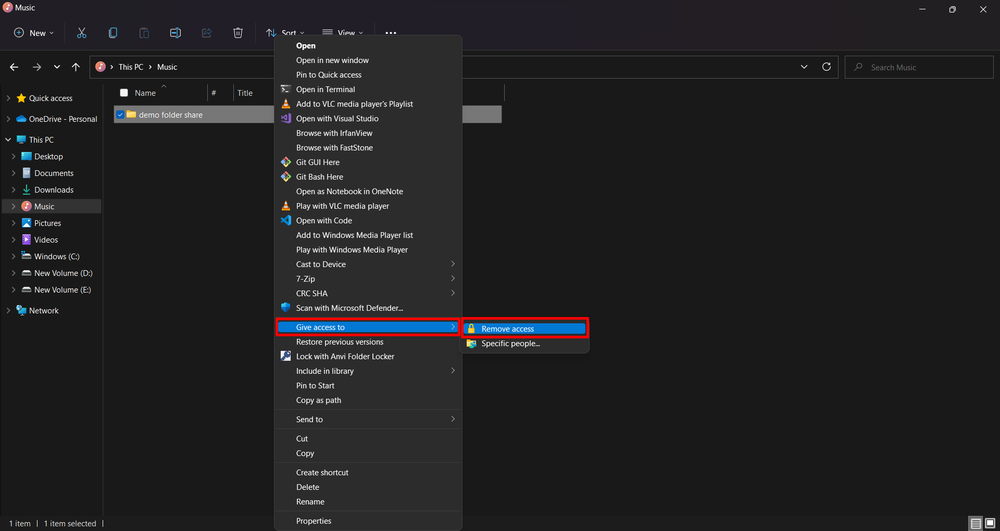 Music
New
Sort
View
This PC > Music
Search Music
Quick access
OneDrive - Personal
This PC
Desktop
Documents
Downloads
Music
Pictures
Videos
Windows (C:)
New Volume (D:)
New Volume (E:)
Network
Name
#
Title
demo folder share
Open
Open in new window
Pin to Quick access
Open in Terminal
Add to VLC media player's Playlist
Open with Visual Studio
Browse with IrfanView
Browse with FastStone
Git GUI Here
Git Bash Here
Open as Notebook in OneNote
Play with VLC media player
Open with Code
Add to Windows Media Player list
Play with Windows Media Player
Cast to Device
7-Zip
CRC SHA
Scan with Microsoft Defender...
Give access to
Restore previous versions
Lock with Anvi Folder Locker
Include in library
Pin to Start
Copy as path
Send to
Cut
Copy
Create shortcut
Delete
Rename
Properties
Remove access
Specific people...
1 item | 1 item selected |